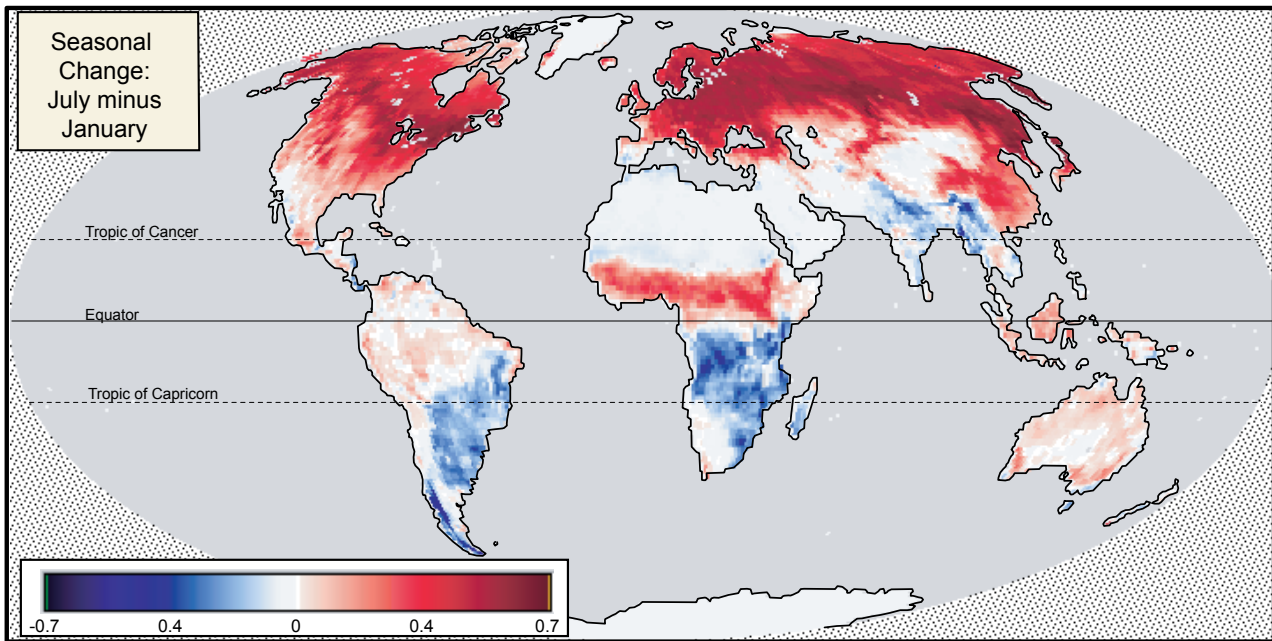 Seasonal
Change:
July minus
January
Tropic of Cancer
Equator
Tropic of Capricorn
-0.7 0.4 0 0.4 0.7